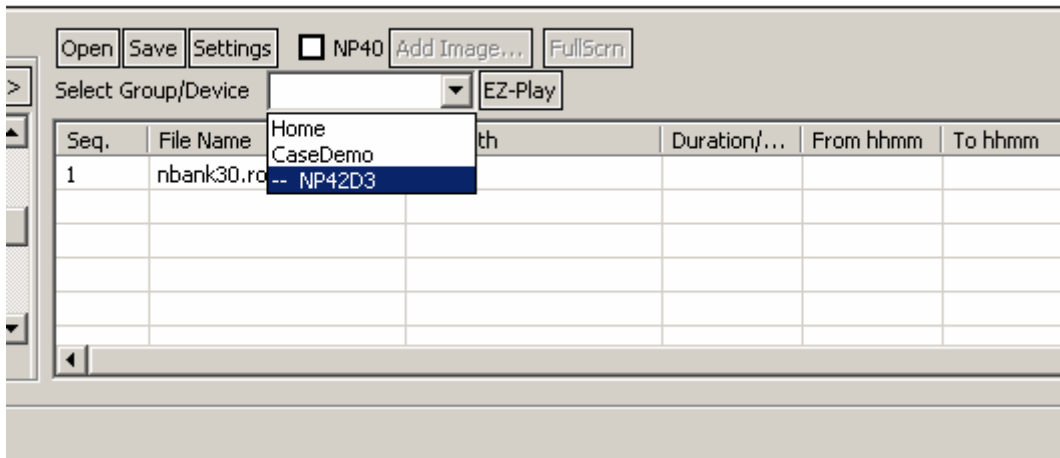 Open Save Settings NP40 Add Image... FullScrn
> Select Group/Device EZ-Play
Seq. File Name th Duration/... From hhmm To hhmm
Home
CaseDemo
1 nbank30.ro
-- NP42D3